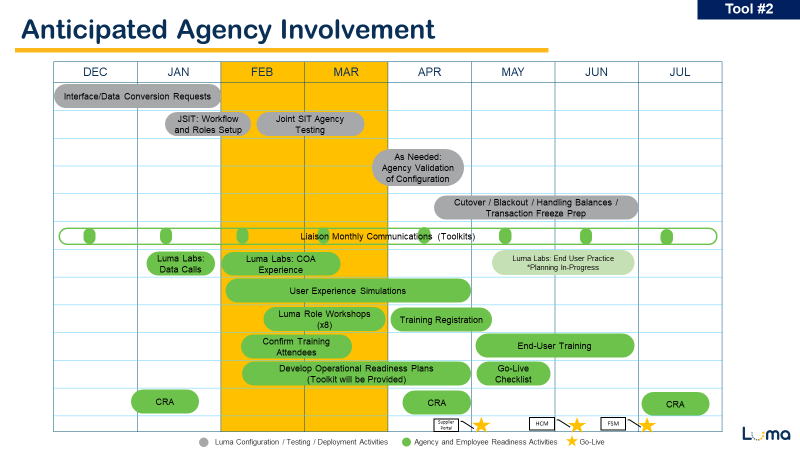 Tool #2
Anticipated Agency Involvement
DEC JAN FEB MAR APR MAY JUN JUL
Interface/Data Conversion Requests
JSIT: Workflow
and Roles Setup
Joint SIT Agency
Testing
As Needed:
Agency Validation
of Configuration
Cutover / Blackout / Handling Balances /
Transaction Freeze Prep
Liaison Monthly Communications (Toolkits)
Luma Labs:
Data Calls
Luma Labs: COA
Experience
Luma Labs: End User Practice
*Planning In-Progress
User Experience Simulations
Luma Role Workshops
(x8)
Training Registration
Confirm Training
Attendees
End-User Training
Develop Operational Readiness Plans
(Toolkit will be Provided)
Go-Live
Checklist
CRA
CRA
CRA
Supplier
Portal
HCM
FSM
Luma Configuration / Testing / Deployment Activities
Agency and Employee Readiness Activities
Go-Live
Luma